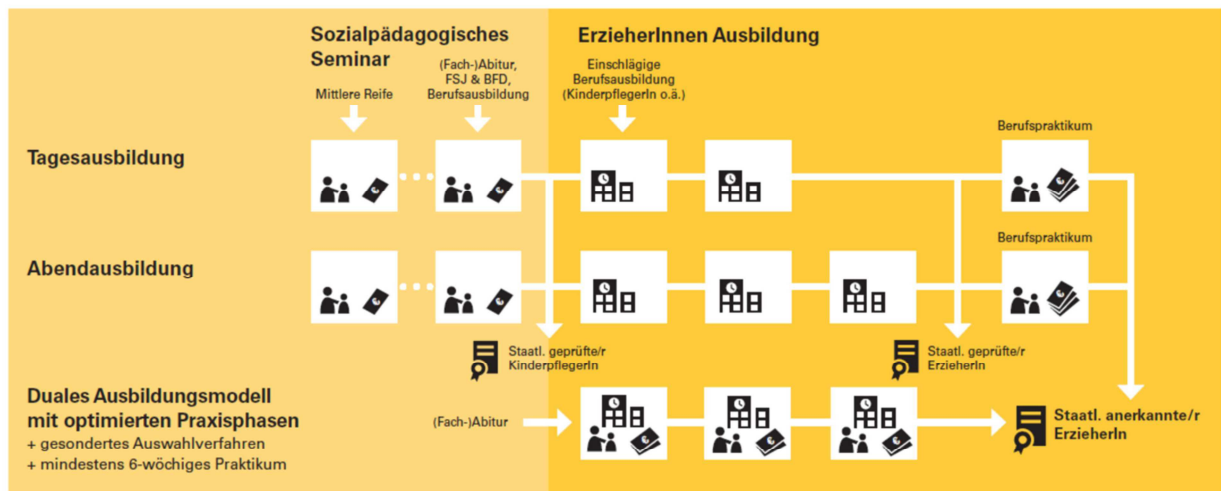 Sozialpädagogisches
Seminar
ErzieherInnen Ausbildung
Mittlere Reife
(Fach-)Abitur,
FSJ & BFD,
Berufsausbildung
Einschlägige
Berufsausbildung
(KinderpflegerIn o.ä.)
Tagesausbildung
Berufspraktikum
Abendausbildung
Berufspraktikum
Staatl. geprüfte/r
KinderpflegerIn
Staatl. geprüfte/r
ErzieherIn
Duales Ausbildungsmodell
mit optimierten Praxisphasen
+ gesondertes Auswahlverfahren
+ mindestens 6-wöchiges Praktikum
(Fach-)Abitur
Staatl. anerkannte/r
ErzieherIn